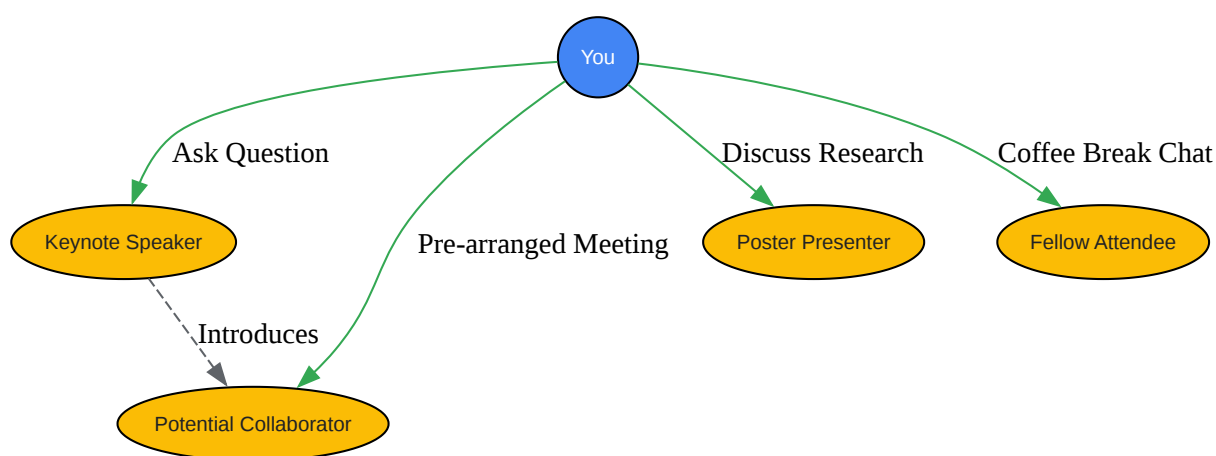 You
Ask Question
Discuss Research
Coffee Break Chat
Keynote Speaker
Pre-arranged Meeting
Poster Presenter
Fellow Attendee
Introduces
Potential Collaborator